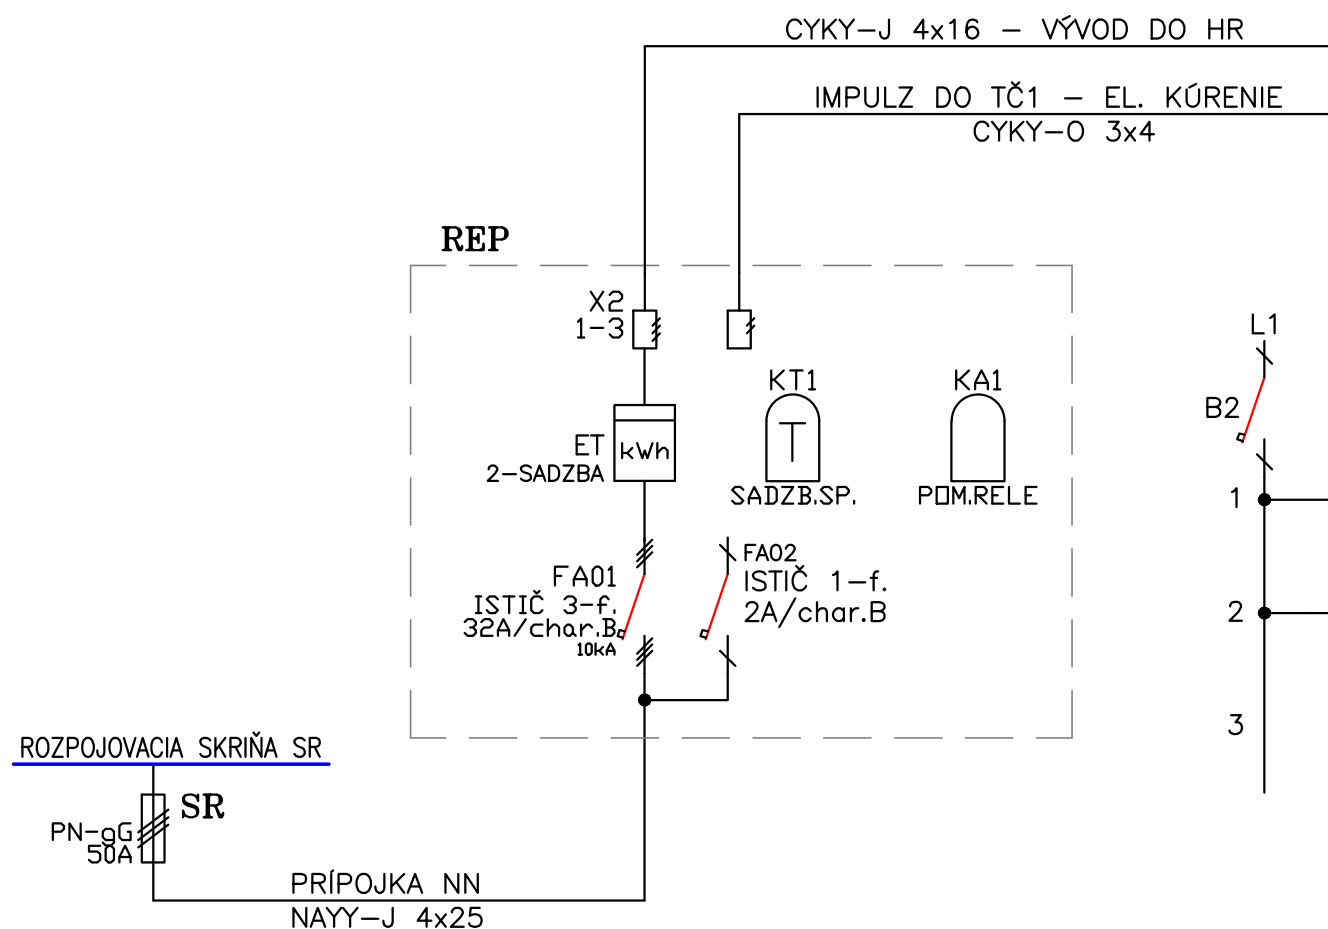 CYKY-J 4x16 - VÝVOD DO HR
IMPULZ DO TČ1 - EL. KÚRENIE
CYKY-O 3x4
REP
X2
1-3
KT1
KA1
L1
B2
ET
kWh
2-SADZBA
T
SADZB.SP.
POM.RELE
1
FA01
ISTIČ 3-f.
32A/char.B
10kA
FA02
ISTIČ 1-f.
2A/char.B
2
3
ROZPOJOVACIA SKRIŇA SR
SR
PN-gG
50A
PRÍPOJKA NN
NAYY-J 4x25